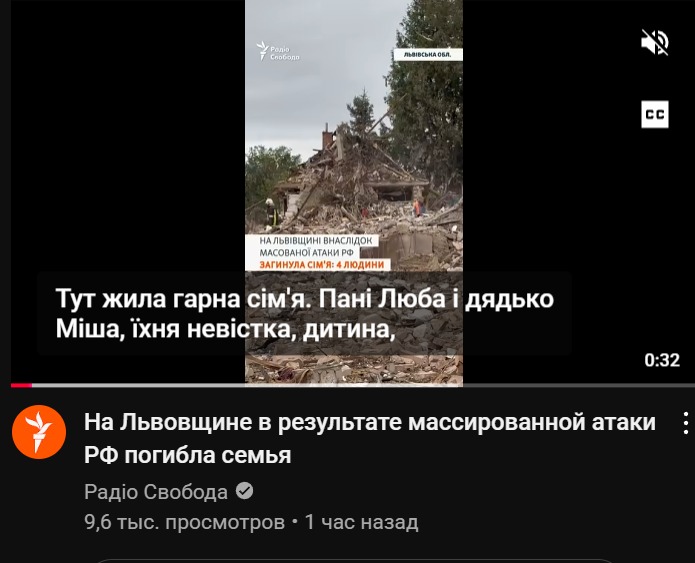 Радіо
Свобода
ЛЬВІВСЬКА ОБЛ.
CC
НА ЛЬВІВЩИНІ ВНАСЛІДОК
МАСОВАНОЇ АТАКИ РФ
ЗАГИНУЛА СІМ'Я: 4 ЛЮДИНИ
Тут жила гарна сім'я. Пані Люба і дядько
Міша, їхня невістка, дитина,
0:32
На Львовщине в результате массированной атаки
РФ погибла семья
Радіо Свобода
9,6 тыс. просмотров • 1 час назад